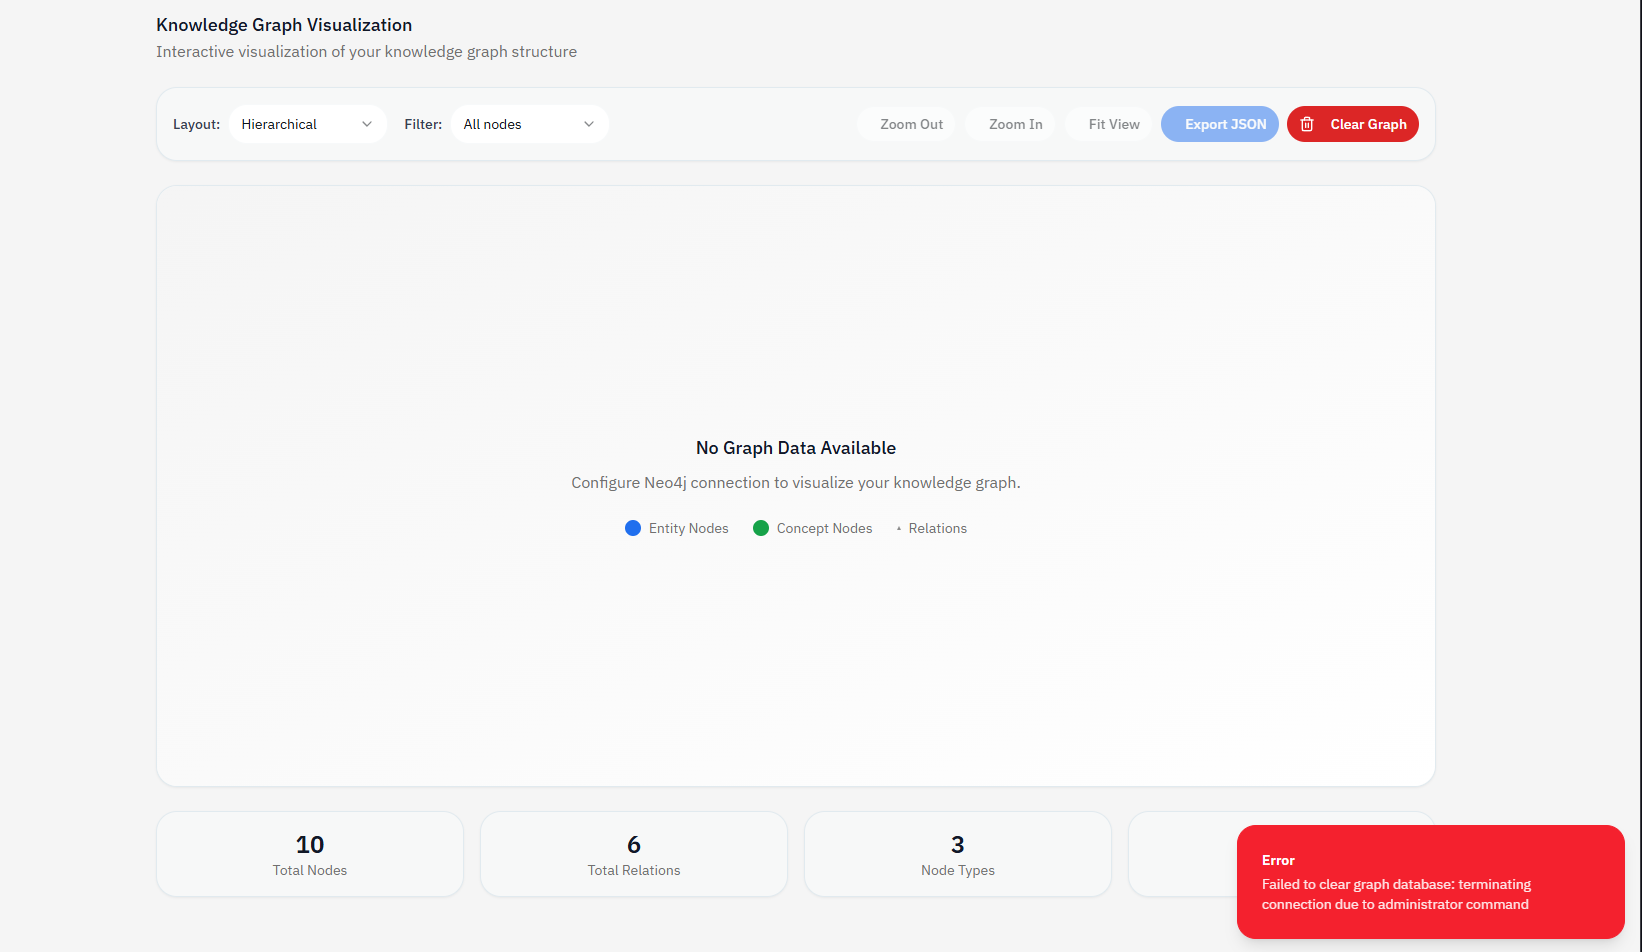 Knowledge Graph Visualization
Interactive visualization of your knowledge graph structure
Layout: Hierarchical Filter: All nodes Zoom Out Zoom In Fit View Export JSON Clear Graph
No Graph Data Available
Configure Neo4j connection to visualize your knowledge graph.
Entity Nodes Concept Nodes Relations
10
Total Nodes
6
Total Relations
3
Node Types
Error
Failed to clear graph database: terminating
connection due to administrator command